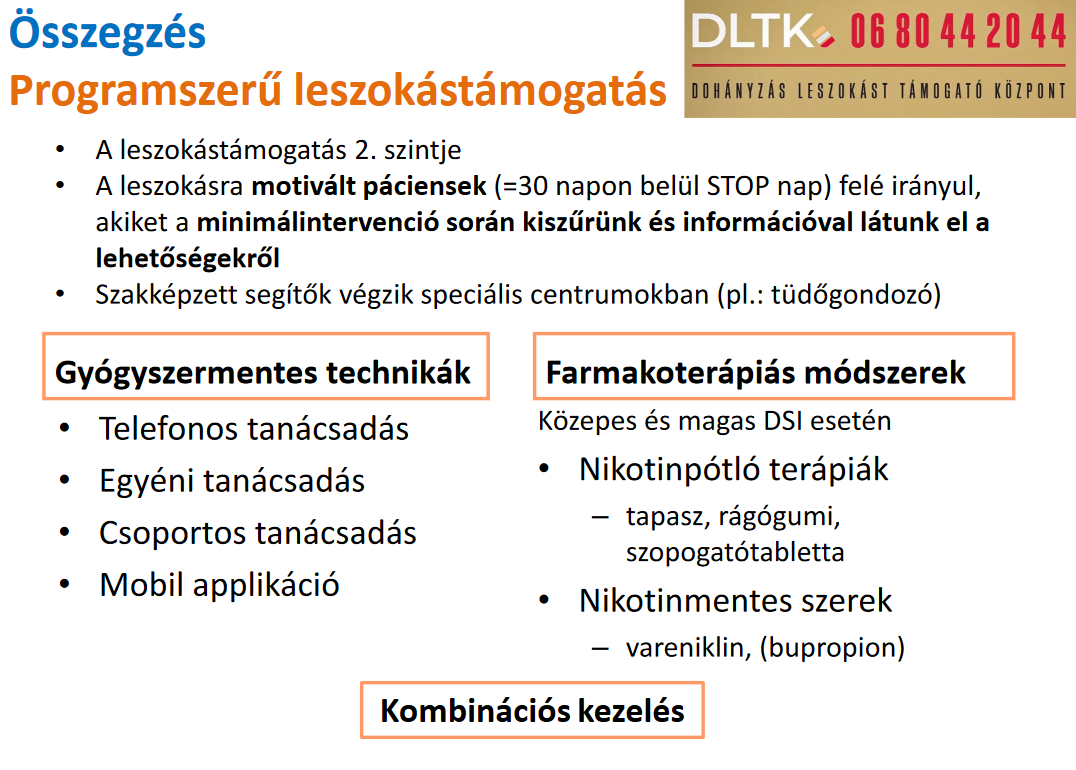 Összegzés
Programszerű leszokástámogatás
DLTK 06 80 44 20 44
DOHÁNYZÁS LESZOKÁST TÁMOGATÓ KÖZPONT
• A leszokástámogatás 2. szintje
• A leszokásra motivált páciensek (=30 napon belül STOP nap) felé irányul,
akiket a minimálintervenció során kiszűrünk és információval látunk el a
lehetőségekről
• Szakképzett segítők végzik speciális centrumokban (pl.: tüdőgondozó)
Gyógyszermentes technikák
• Telefonos tanácsadás
• Egyéni tanácsadás
• Csoportos tanácsadás
• Mobil applikáció
Farmakoterápiás módszerek
Közepes és magas DSI esetén
• Nikotinpótló terápiák
– tapasz, rágógumi,
szopogatótabletta
• Nikotinmentes szerek
– vareniklin, (bupropion)
Kombinációs kezelés